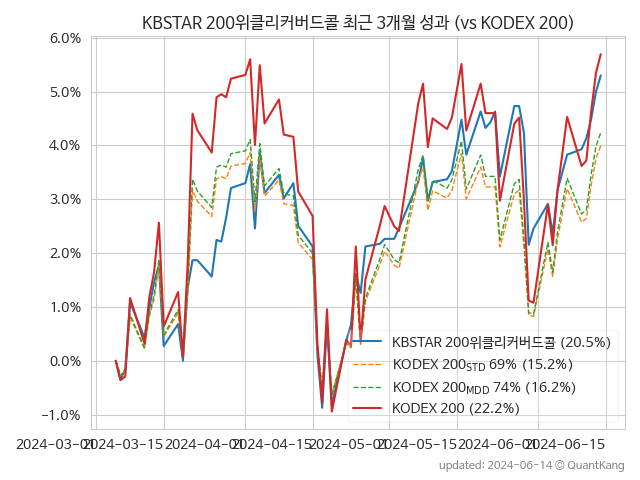 KBSTAR 200위클리커버드콜 최근 3개월 성과 (vs KODEX 200)
6.0%
5.0%
4.0%
3.0%
2.0%
1.0%
0.0%
−1.0%
KBSTAR 200위클리커버드콜 (20.5%)
KODEX 200STD 69% (15.2%)
KODEX 200MDD 74% (16.2%)
KODEX 200 (22.2%)
2024-03-01 2024-03-15 2024-04-01 2024-04-15 2024-05-01 2024-05-15 2024-06-01 2024-06-15
updated: 2024-06-14 © QuantKang